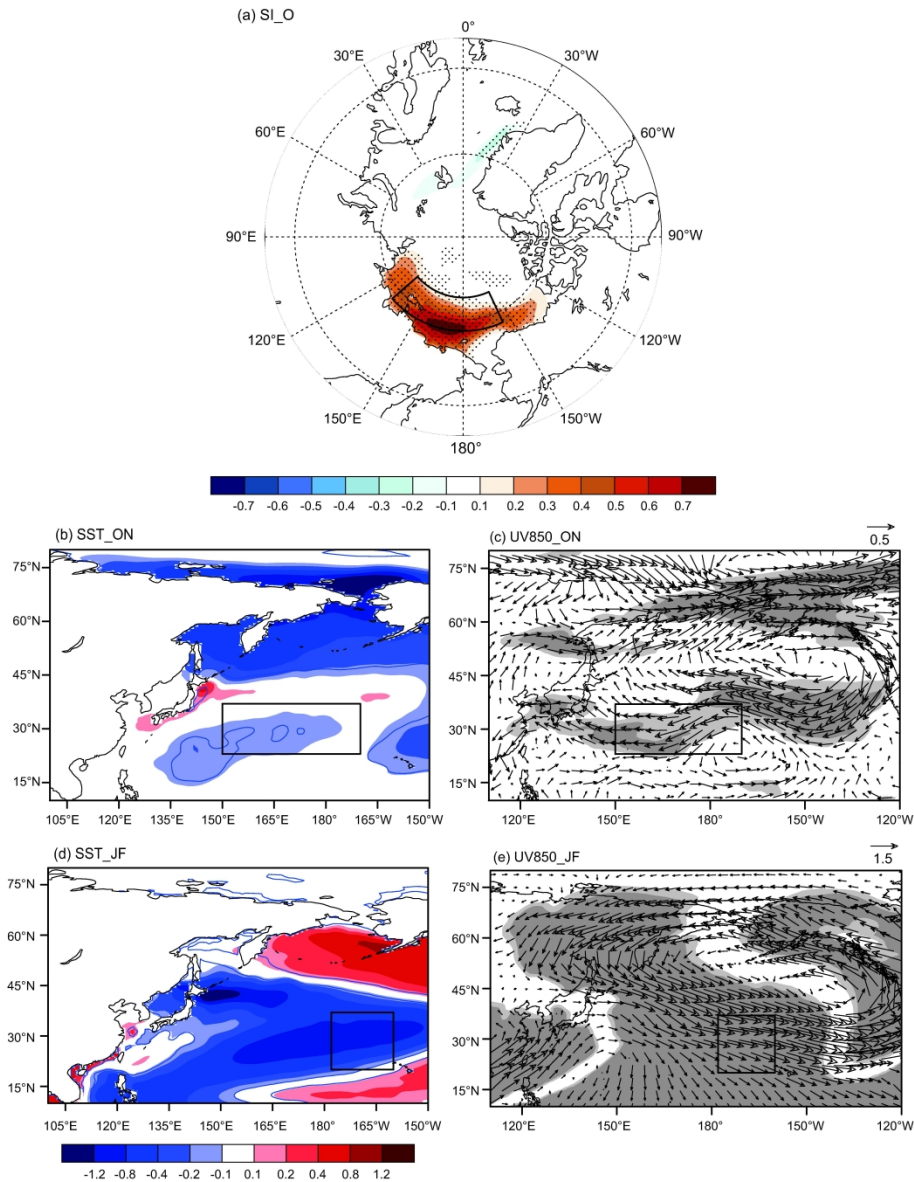 (a) SI_O
0°
30°E 30°W
60°E 60°W
90°E 90°W
120°E 120°W
150°E 150°W
180°
-0.7 -0.6 -0.5 -0.4 -0.3 -0.2 -0.1 0.1 0.2 0.3 0.4 0.5 0.6 0.7
(b) SST_ON
75°N
60°N
45°N
30°N
15°N
105°E 120°E 135°E 150°E 165°E 180° 165°W 150°W
(c) UV850_ON
0.5
75°N
60°N
45°N
30°N
15°N
120°E 150°E 180° 150°W 120°W
(d) SST_JF
75°N
60°N
45°N
30°N
15°N
105°E 120°E 135°E 150°E 165°E 180° 165°W 150°W
(e) UV850_JF
1.5
75°N
60°N
45°N
30°N
15°N
120°E 150°E 180° 150°W 120°W
-1.2 -0.8 -0.4 -0.2 -0.1 0.1 0.2 0.4 0.8 1.2